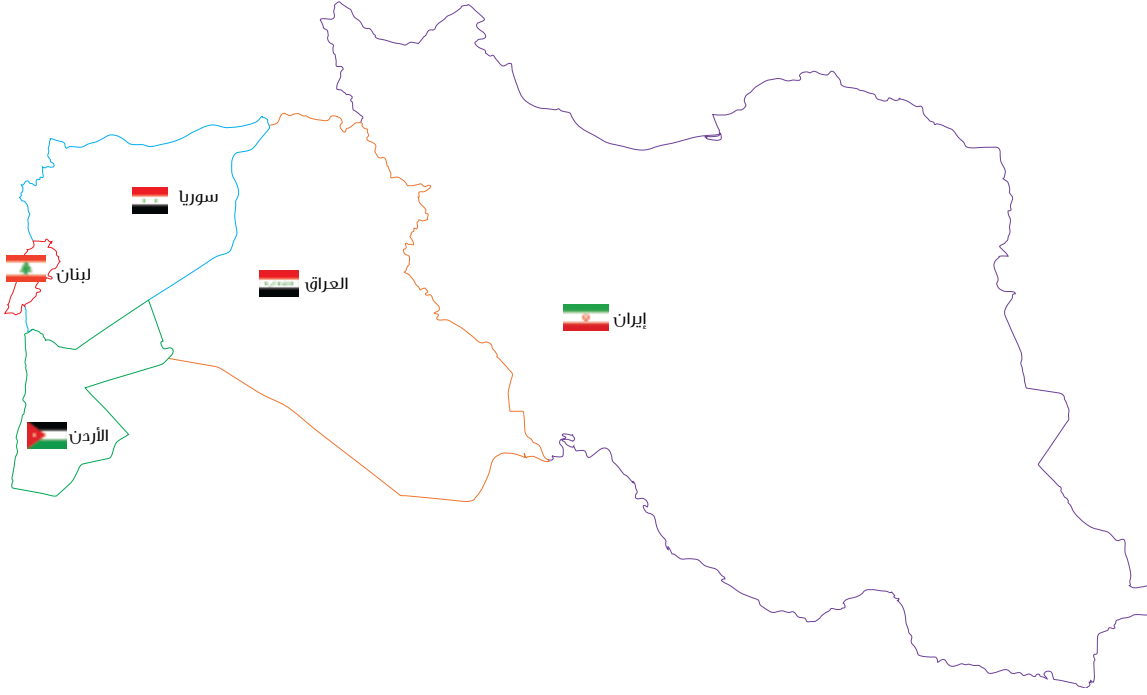 سوريا
لبنان
العراق
إيران
الأردن